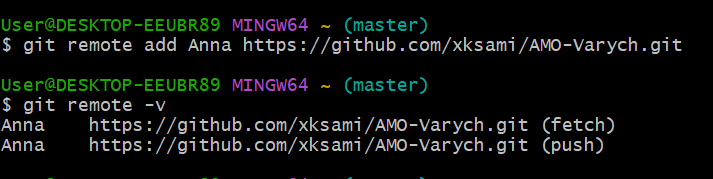 User@DESKTOP-EEUBR89 MINGW64 ~ (master)
$ git remote add Anna https://github.com/xksami/AMO-Varych.git
User@DESKTOP-EEUBR89 MINGW64 ~ (master)
$ git remote -v
Anna    https://github.com/xksami/AMO-Varych.git (fetch)
Anna    https://github.com/xksami/AMO-Varych.git (push)